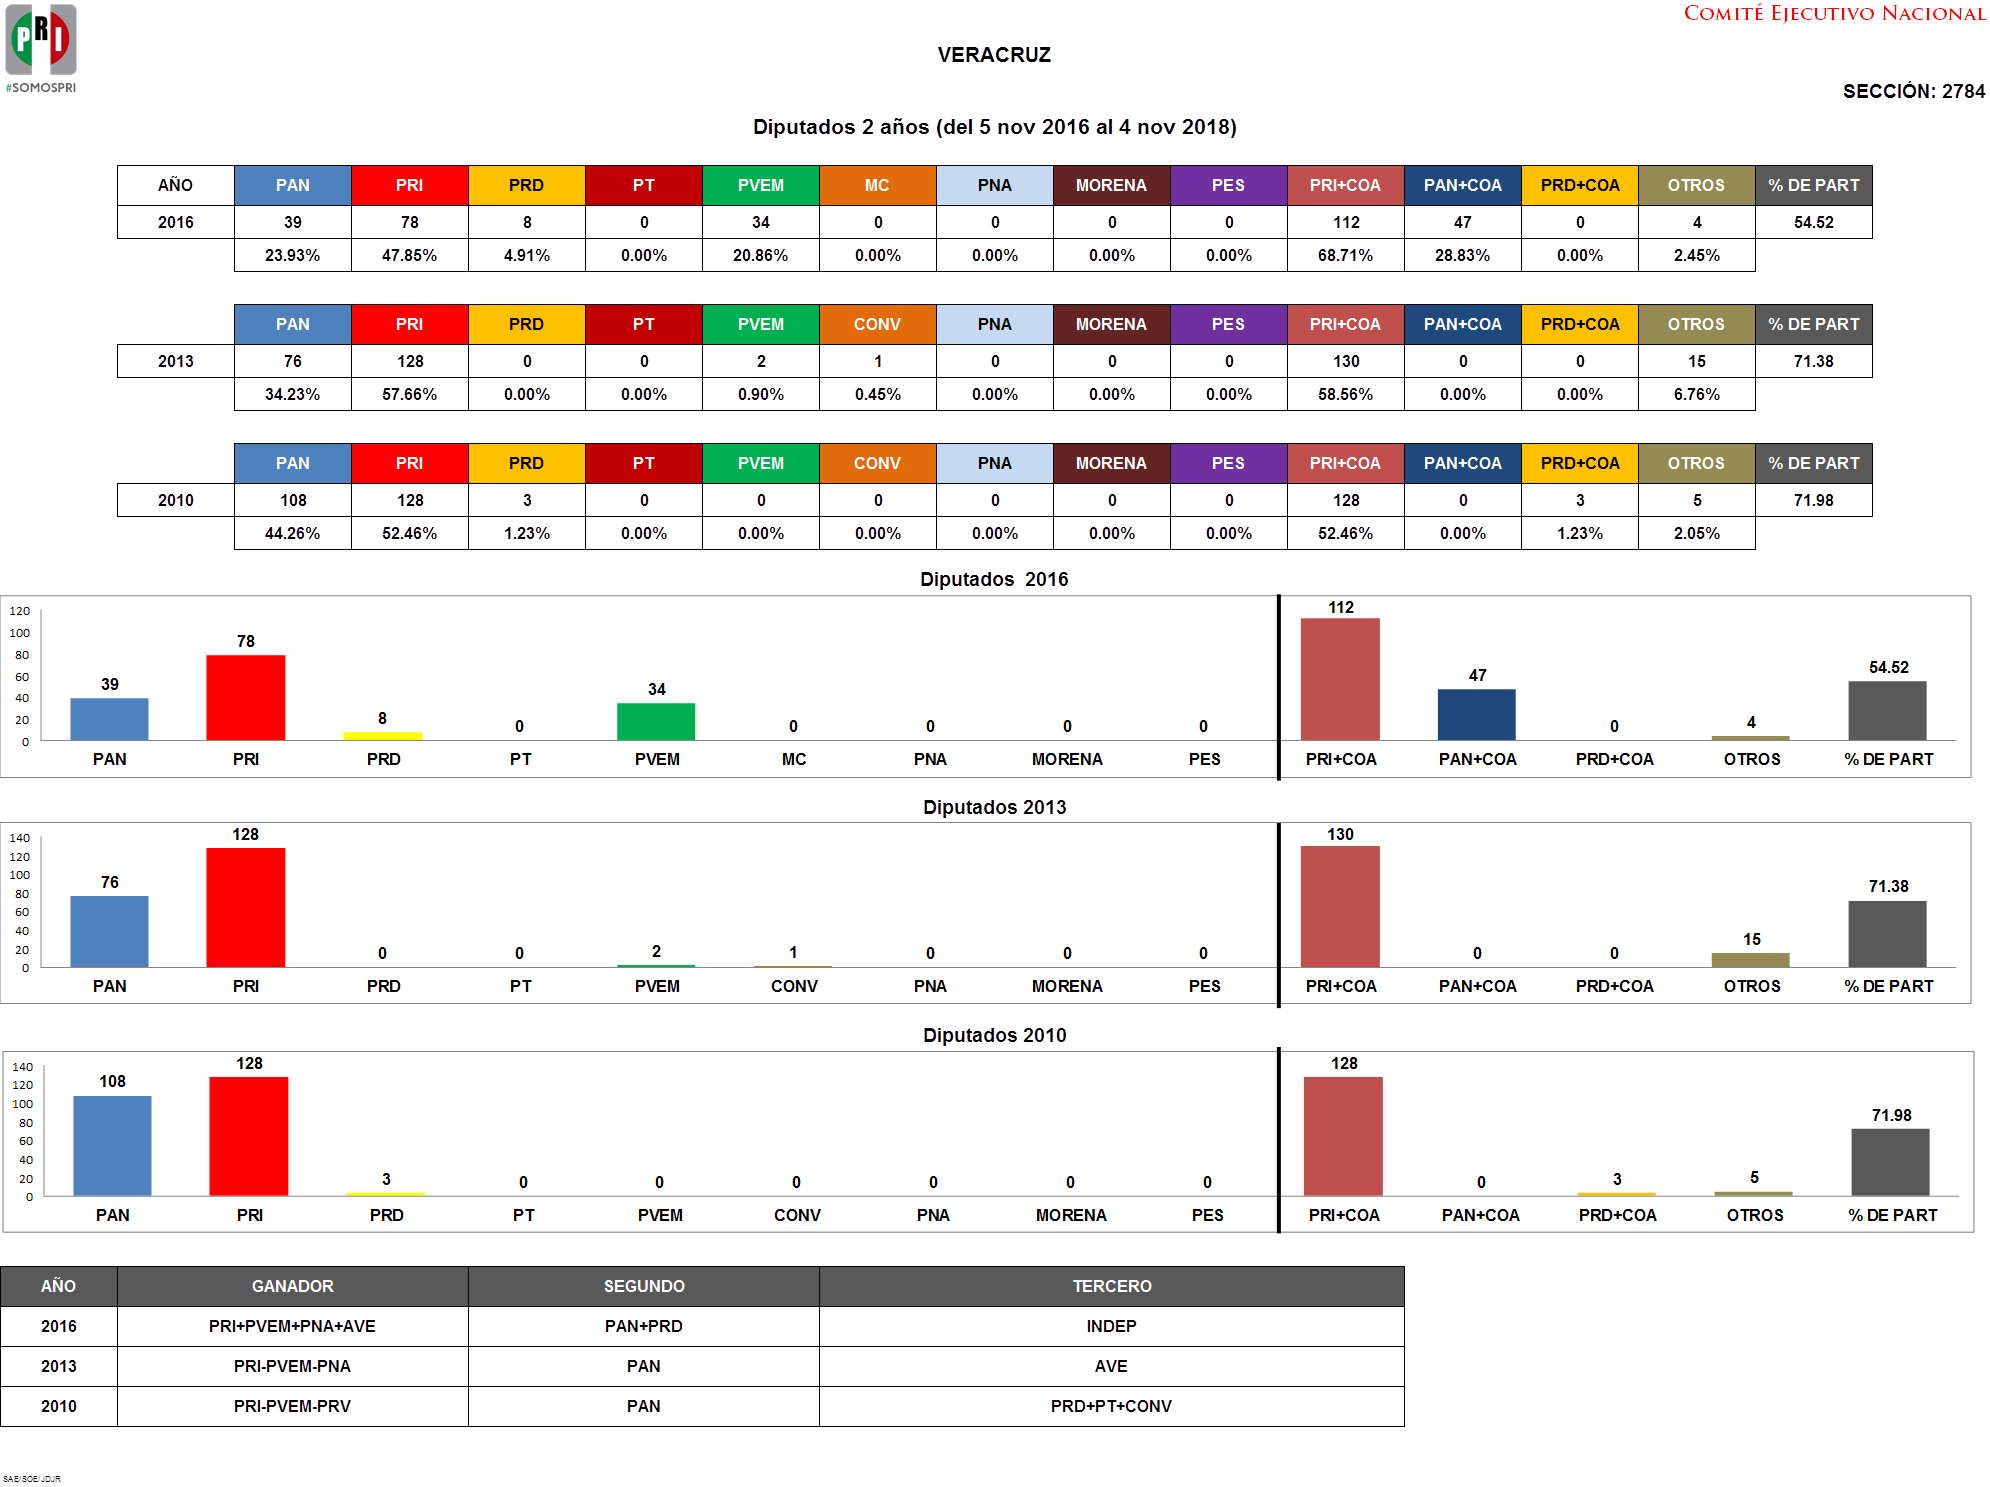 PRI
#SOMOSPRI
COMITÉ EJECUTIVO NACIONAL
VERACRUZ
SECCIÓN: 2784
Diputados 2 años (del 5 nov 2016 al 4 nov 2018)
AÑO PAN PRI PRD PT PVEM MC PNA MORENA PES PRI+COA PAN+COA PRD+COA OTROS % DE PART
2016 39 78 8 0 34 0 0 0 0 112 47 0 4 54.52
23.93% 47.85% 4.91% 0.00% 20.86% 0.00% 0.00% 0.00% 0.00% 68.71% 28.83% 0.00% 2.45%
PAN PRI PRD PT PVEM CONV PNA MORENA PES PRI+COA PAN+COA PRD+COA OTROS % DE PART
2013 76 128 0 0 2 1 0 0 0 130 0 0 15 71.38
34.23% 57.66% 0.00% 0.00% 0.90% 0.45% 0.00% 0.00% 0.00% 58.56% 0.00% 0.00% 6.76%
PAN PRI PRD PT PVEM CONV PNA MORENA PES PRI+COA PAN+COA PRD+COA OTROS % DE PART
2010 108 128 3 0 0 0 0 0 0 128 0 3 5 71.98
44.26% 52.46% 1.23% 0.00% 0.00% 0.00% 0.00% 0.00% 0.00% 52.46% 0.00% 1.23% 2.05%
Diputados 2016
120
100
80
60
40
20
0
39 78 8 0 34 0 0 0 0 112 47 0 4 54.52
PAN PRI PRD PT PVEM MC PNA MORENA PES PRI+COA PAN+COA PRD+COA OTROS % DE PART
Diputados 2013
140
120
100
80
60
40
20
0
76 128 0 0 2 1 0 0 0 130 0 0 15 71.38
PAN PRI PRD PT PVEM CONV PNA MORENA PES PRI+COA PAN+COA PRD+COA OTROS % DE PART
Diputados 2010
140
120
100
80
60
40
20
0
108 128 3 0 0 0 0 0 0 128 0 3 5 71.98
PAN PRI PRD PT PVEM CONV PNA MORENA PES PRI+COA PAN+COA PRD+COA OTROS % DE PART
AÑO GANADOR SEGUNDO TERCERO
2016 PRI+PVEM+PNA+AVE PAN+PRD INDEP
2013 PRI-PVEM-PNA PAN AVE
2010 PRI-PVEM-PRV PAN PRD+PT+CONV
SAE/SOE/JDJR